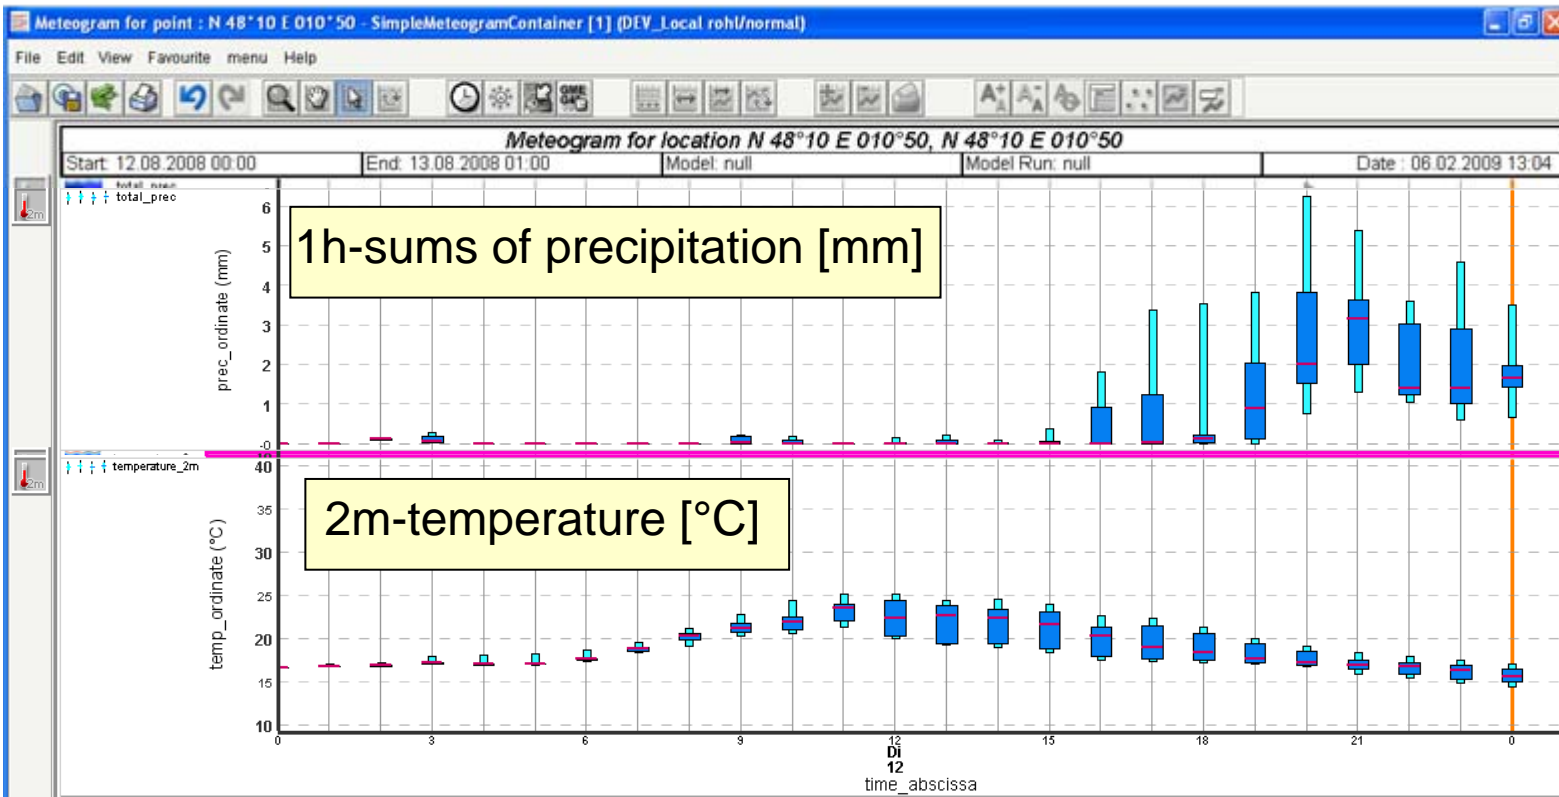 Meteogram for point : N 48°10 E 010°50 - SimpleMeteogramContainer [1] (DEV_Local rohl/normal)
File Edit View Favourite menu Help
GME
Meteogram for location N 48°10 E 010°50, N 48°10 E 010°50
Start: 12.08.2008 00:00 End: 13.08.2008 01:00 Model: null Model Run: null Date : 06.02.2009 13:04
total_prec
total_prec
2m
1h-sums of precipitation [mm]
prec_ordinate (mm)
6
5
4
3
2
1
-0
temperature_2m
2m
2m-temperature [°C]
temp_ordinate (°C)
40
35
30
25
20
15
10
0 3 6 9 12 15 18 21 0
Di
12
time_abscissa